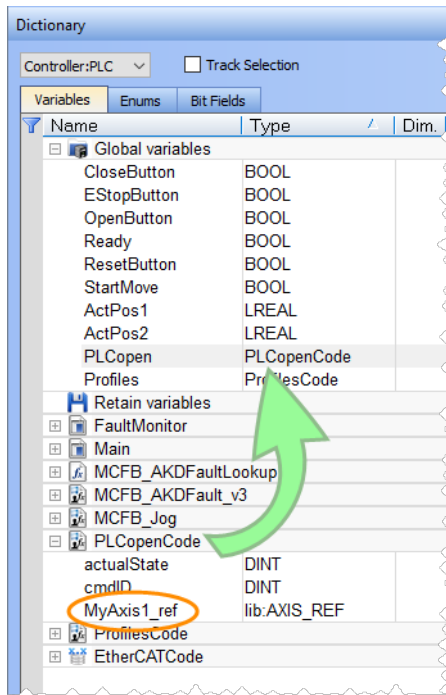 Dictionary
Controller:PLC Track Selection
Variables Enums Bit Fields
Name Type Dim.
Global variables
CloseButton BOOL
EStopButton BOOL
OpenButton BOOL
Ready BOOL
ResetButton BOOL
StartMove BOOL
ActPos1 LREAL
ActPos2 LREAL
PLCopen PLCopenCode
Profiles ProfilesCode
Retain variables
FaultMonitor
Main
MCFB_AKDFaultLookup
MCFB_AKDFault_v3
MCFB_Jog
PLCopenCode
actualState DINT
cmdID DINT
MyAxis1_ref lib:AXIS_REF
ProfilesCode
EtherCATCode